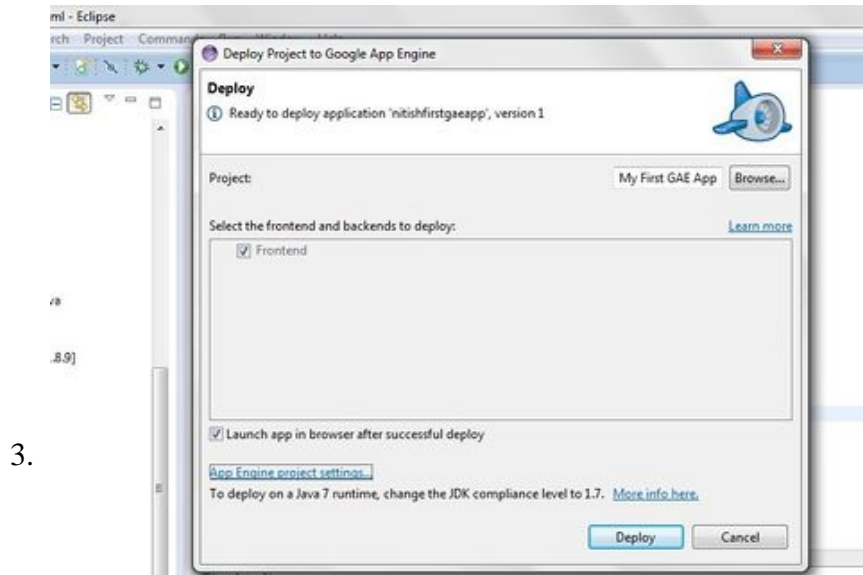 ml - Eclipse
rch Project Comman
Deploy Project to Google App Engine
Deploy
Ready to deploy application 'nitishfirstgaeapp', version 1
Project:
My First GAE App
Browse...
Select the frontend and backends to deploy:
Learn more
Frontend
va
.8.9]
Launch app in browser after successful deploy
3.
App Engine project settings...
To deploy on a Java 7 runtime, change the JDK compliance level to 1.7. More info here.
Deploy
Cancel